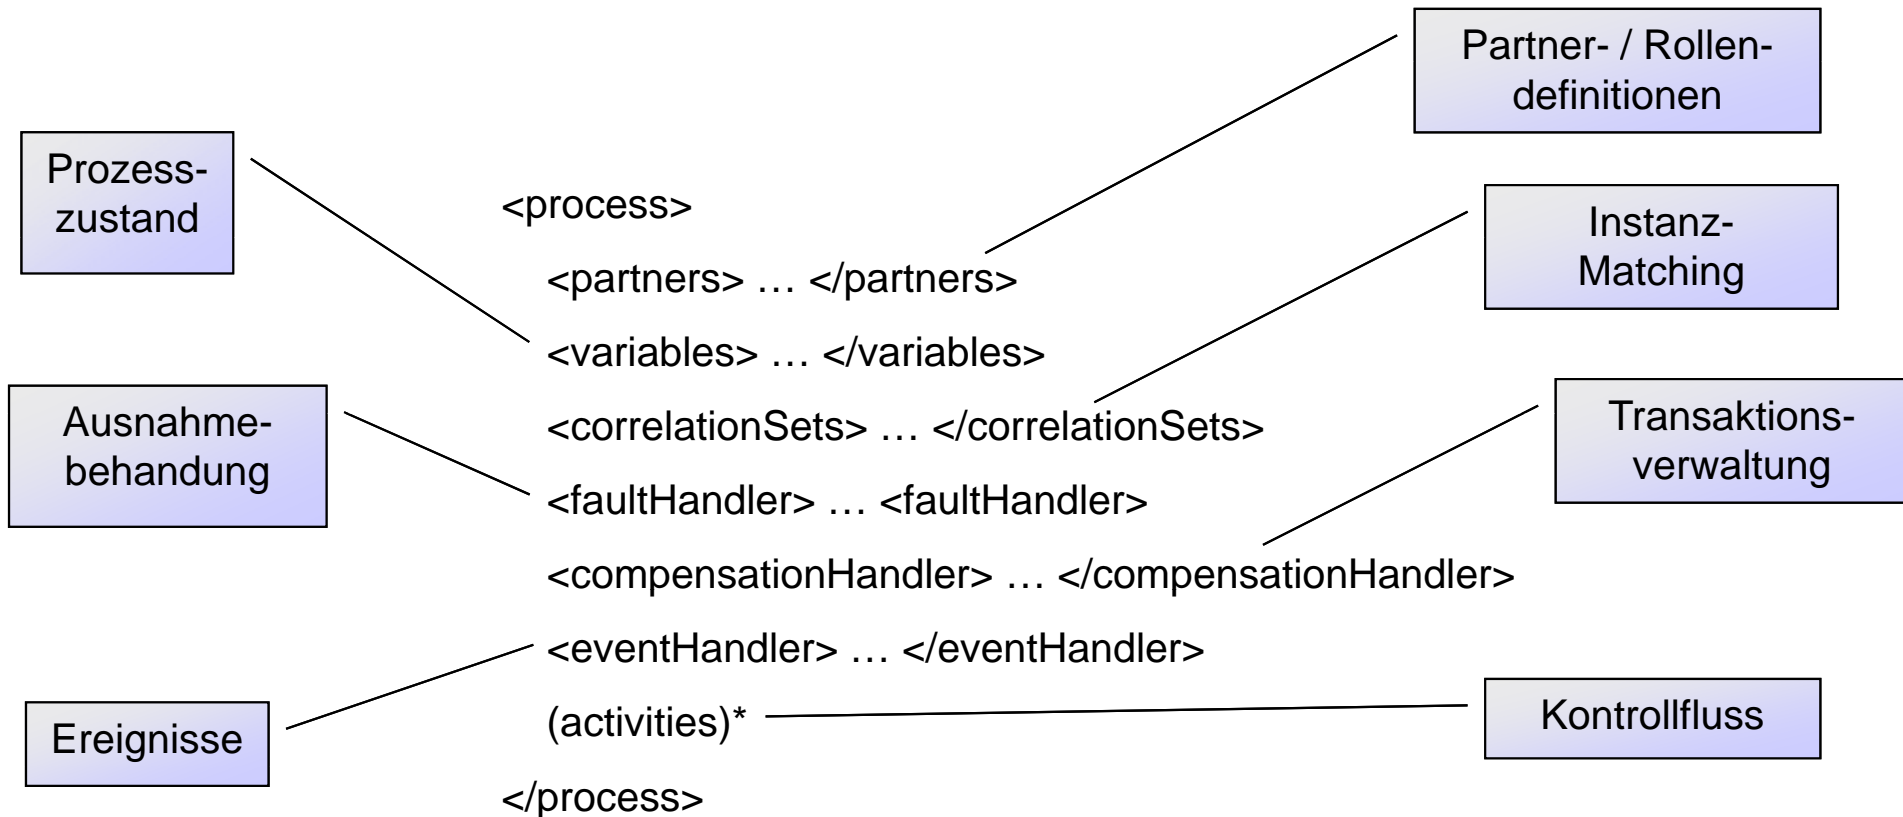 Partner- / Rollen-
definitionen
Prozess-
zustand
<process>
Instanz-
Matching
<partners> … </partners>
<variables> … </variables>
Ausnahme-
behandung
<correlationSets> … </correlationSets>
Transaktions-
verwaltung
<faultHandler> … <faultHandler>
<compensationHandler> … </compensationHandler>
<eventHandler> … </eventHandler>
Ereignisse
(activities)*
Kontrollfluss
</process>